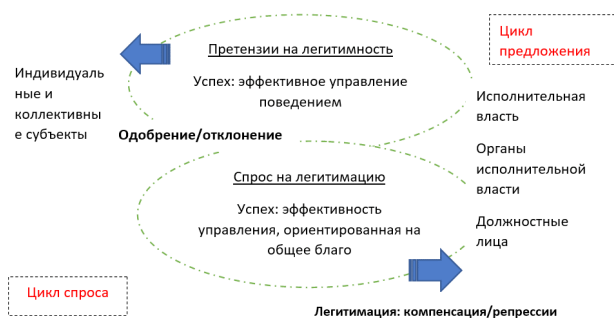 Цикл
предложения
Претензии на легитимность
Успех: эффективное управление
поведением
Индивидуаль
ные и
коллективны
е субъекты
Одобрение/отклонение
Исполнительная
власть
Органы
исполнительной
власти
Должностные
лица
Спрос на легитимацию
Успех: эффективность
управления, ориентированная на
общее благо
Цикл спроса
Легитимация: компенсация/репрессии